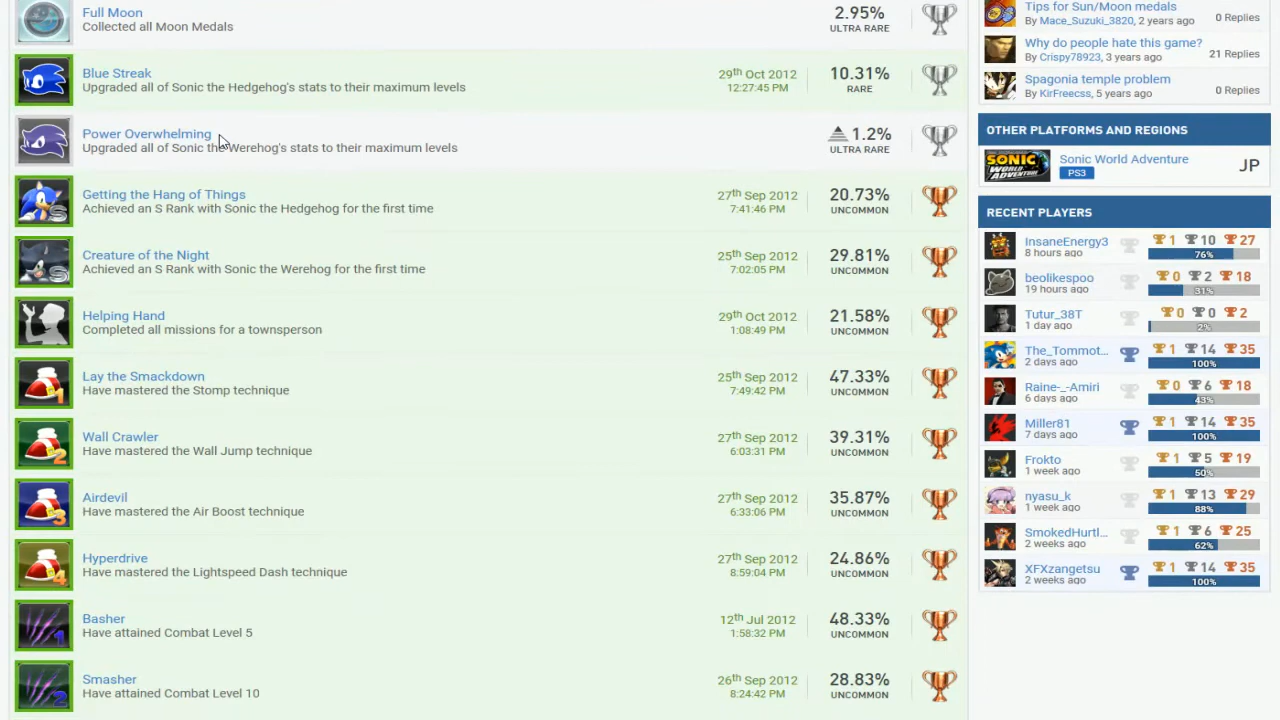 Full Moon
Collected all Moon Medals
2.95%
ULTRA RARE
Blue Streak
Upgraded all of Sonic the Hedgehog's stats to their maximum levels
29th Oct 2012
12:27:45 PM
10.31%
RARE
Power Overwhelming
Upgraded all of Sonic the Werehog's stats to their maximum levels
1.2%
ULTRA RARE
Getting the Hang of Things
Achieved an S Rank with Sonic the Hedgehog for the first time
27th Sep 2012
7:41:46 PM
20.73%
UNCOMMON
Creature of the Night
Achieved an S Rank with Sonic the Werehog for the first time
25th Sep 2012
7:02:05 PM
29.81%
UNCOMMON
Helping Hand
Completed all missions for a townsperson
29th Oct 2012
1:08:49 PM
21.58%
UNCOMMON
Lay the Smackdown
Have mastered the Stomp technique
25th Sep 2012
7:49:42 PM
47.33%
UNCOMMON
Wall Crawler
Have mastered the Wall Jump technique
27th Sep 2012
6:03:31 PM
39.31%
UNCOMMON
Airdevil
Have mastered the Air Boost technique
27th Sep 2012
6:33:06 PM
35.87%
UNCOMMON
Hyperdrive
Have mastered the Lightspeed Dash technique
27th Sep 2012
8:59:04 PM
24.86%
UNCOMMON
Basher
Have attained Combat Level 5
12th Jul 2012
1:58:32 PM
48.33%
UNCOMMON
Smasher
Have attained Combat Level 10
26th Sep 2012
8:24:42 PM
28.83%
UNCOMMON
Tips for Sun/Moon medals
By Mace_Suzuki_3820, 2 years ago
0 Replies
Why do people hate this game?
By Crispy78923, 3 years ago
21 Replies
Spagonia temple problem
By KirFreecss, 5 years ago
0 Replies
OTHER PLATFORMS AND REGIONS
SONIC WORLD ADVENTURE
Sonic World Adventure
PS3
JP
RECENT PLAYERS
InsaneEnergy3
8 hours ago
1 10 27
76%
beolikespoo
19 hours ago
0 2 18
31%
Tutur_38T
1 day ago
0 0 2
2%
The_Tommot...
2 days ago
1 14 35
100%
Raine-_-Amiri
6 days ago
0 6 18
43%
Miller81
7 days ago
1 14 35
100%
Frokto
1 week ago
1 5 19
50%
nyasu_k
1 week ago
1 13 29
88%
SmokedHurtl...
2 weeks ago
1 6 25
62%
XFXzangetsu
2 weeks ago
1 14 35
100%